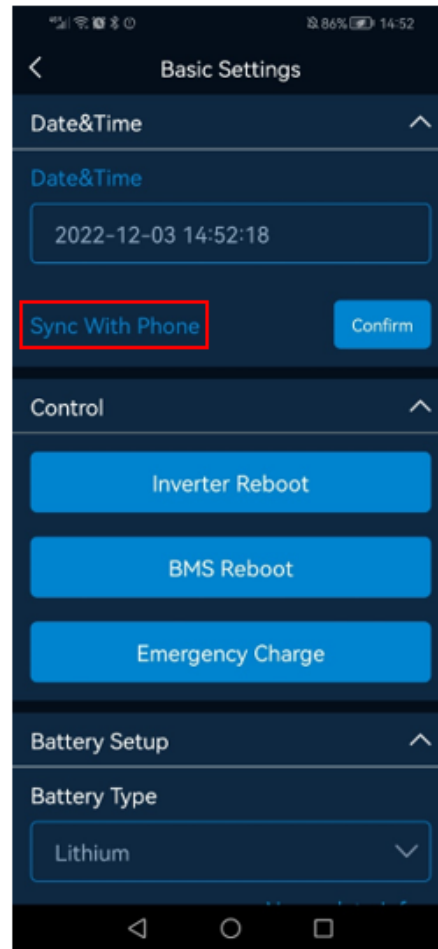 86% 14:52
Basic Settings
Date&Time
Date&Time
2022-12-03 14:52:18
Sync With Phone
Confirm
Control
Inverter Reboot
BMS Reboot
Emergency Charge
Battery Setup
Battery Type
Lithium